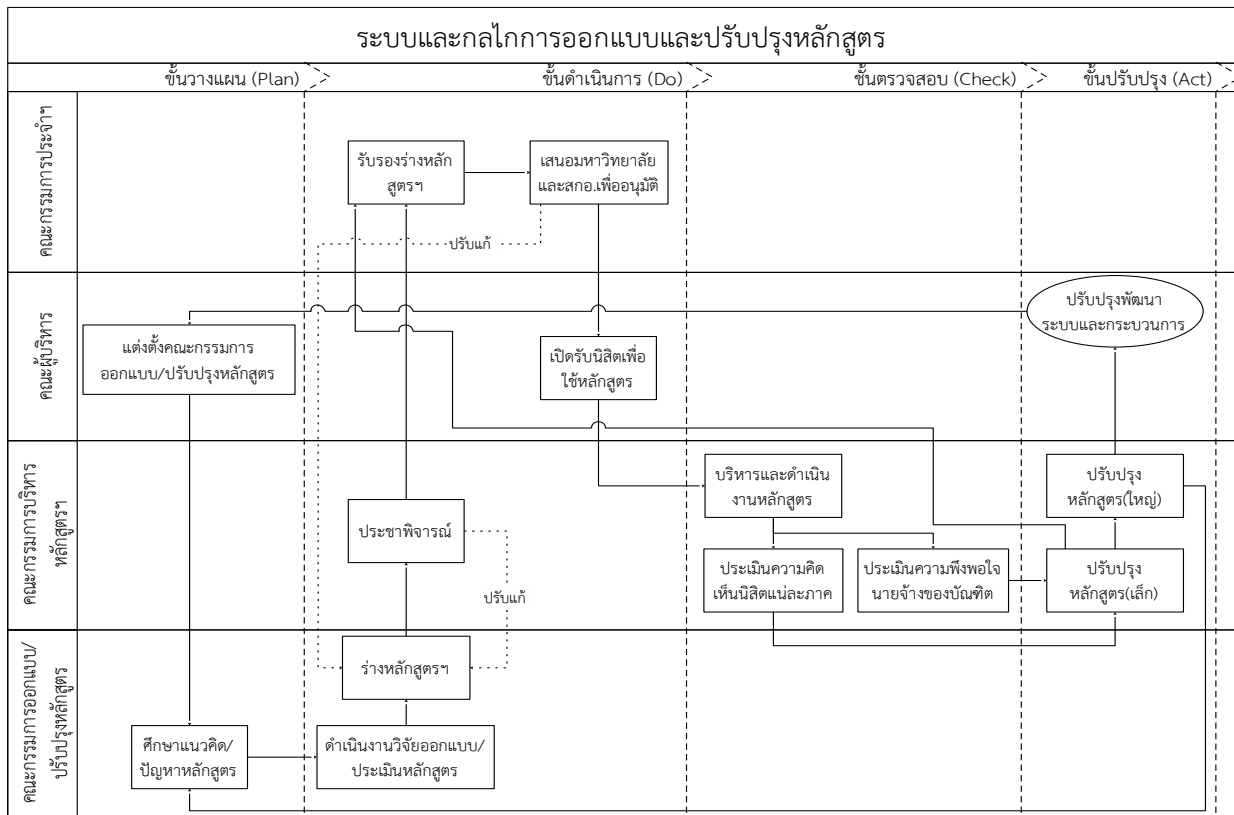 ระบบและกลไกการออกแบบและปรับปรุงหลักสูตร
ขั้นวางแผน (Plan)
ขั้นดำเนินการ (Do)
ขั้นตรวจสอบ (Check)
ขั้นปรับปรุง (Act)
คณะกรรมการประจำฯ
รับรองร่างหลัก
สูตรฯ
เสนอมหาวิทยาลัย
และสกอ.เพื่ออนุมัติ
ปรับแก้
คณะผู้บริหาร
แต่งตั้งคณะกรรมการ
ออกแบบ/ปรับปรุงหลักสูตร
เปิดรับนิสิตเพื่อ
ใช้หลักสูตร
ปรับปรุงพัฒนา
ระบบและกระบวนการ
คณะกรรมการบริหาร
หลักสูตรฯ
ประชาพิจารณ์
ปรับแก้
บริหารและดำเนิน
งานหลักสูตร
ประเมินความคิด
เห็นนิสิตแน่ละภาค
ประเมินความพึงพอใจ
นายจ้างของบัณฑิต
ปรับปรุง
หลักสูตร(ใหญ่)
ปรับปรุง
หลักสูตร(เล็ก)
คณะกรรมการออกแบบ/
ปรับปรุงหลักสูตร
ร่างหลักสูตรฯ
ศึกษาแนวคิด/
ปัญหาหลักสูตร
ดำเนินงานวิจัยออกแบบ/
ประเมินหลักสูตร